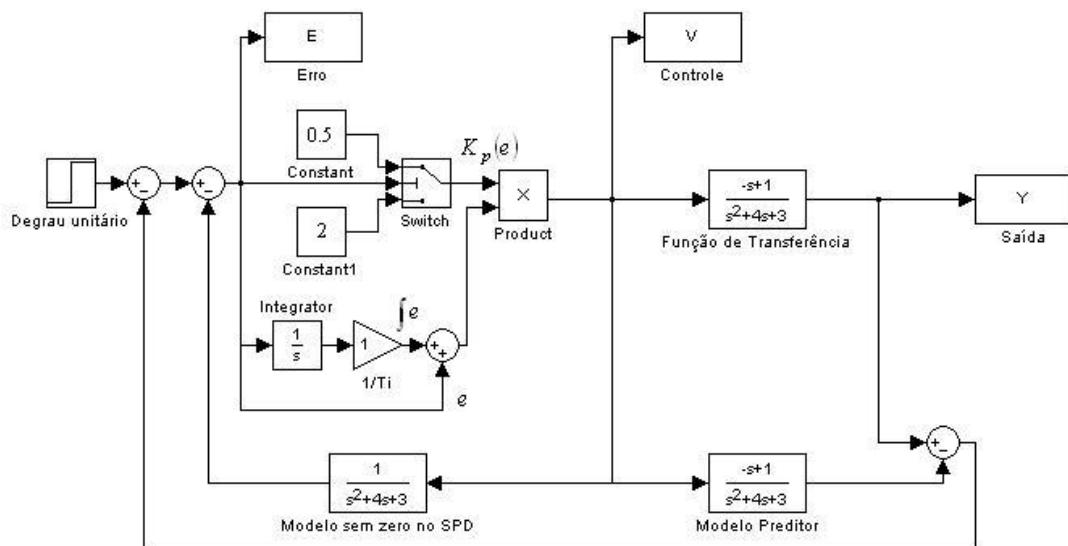 E
Erro
V
Controle
0.5
Constant
K_p(e)
Degrau unitário
+
-
+
-
Switch
X
Product
-s+1
s²+4s+3
Função de Transferência
Y
Saída
2
Constant1
Integrator
1
s
1
1/Ti
∫e
+
+
e
+
-
1
s²+4s+3
Modelo sem zero no SPD
-s+1
s²+4s+3
Modelo Preditor